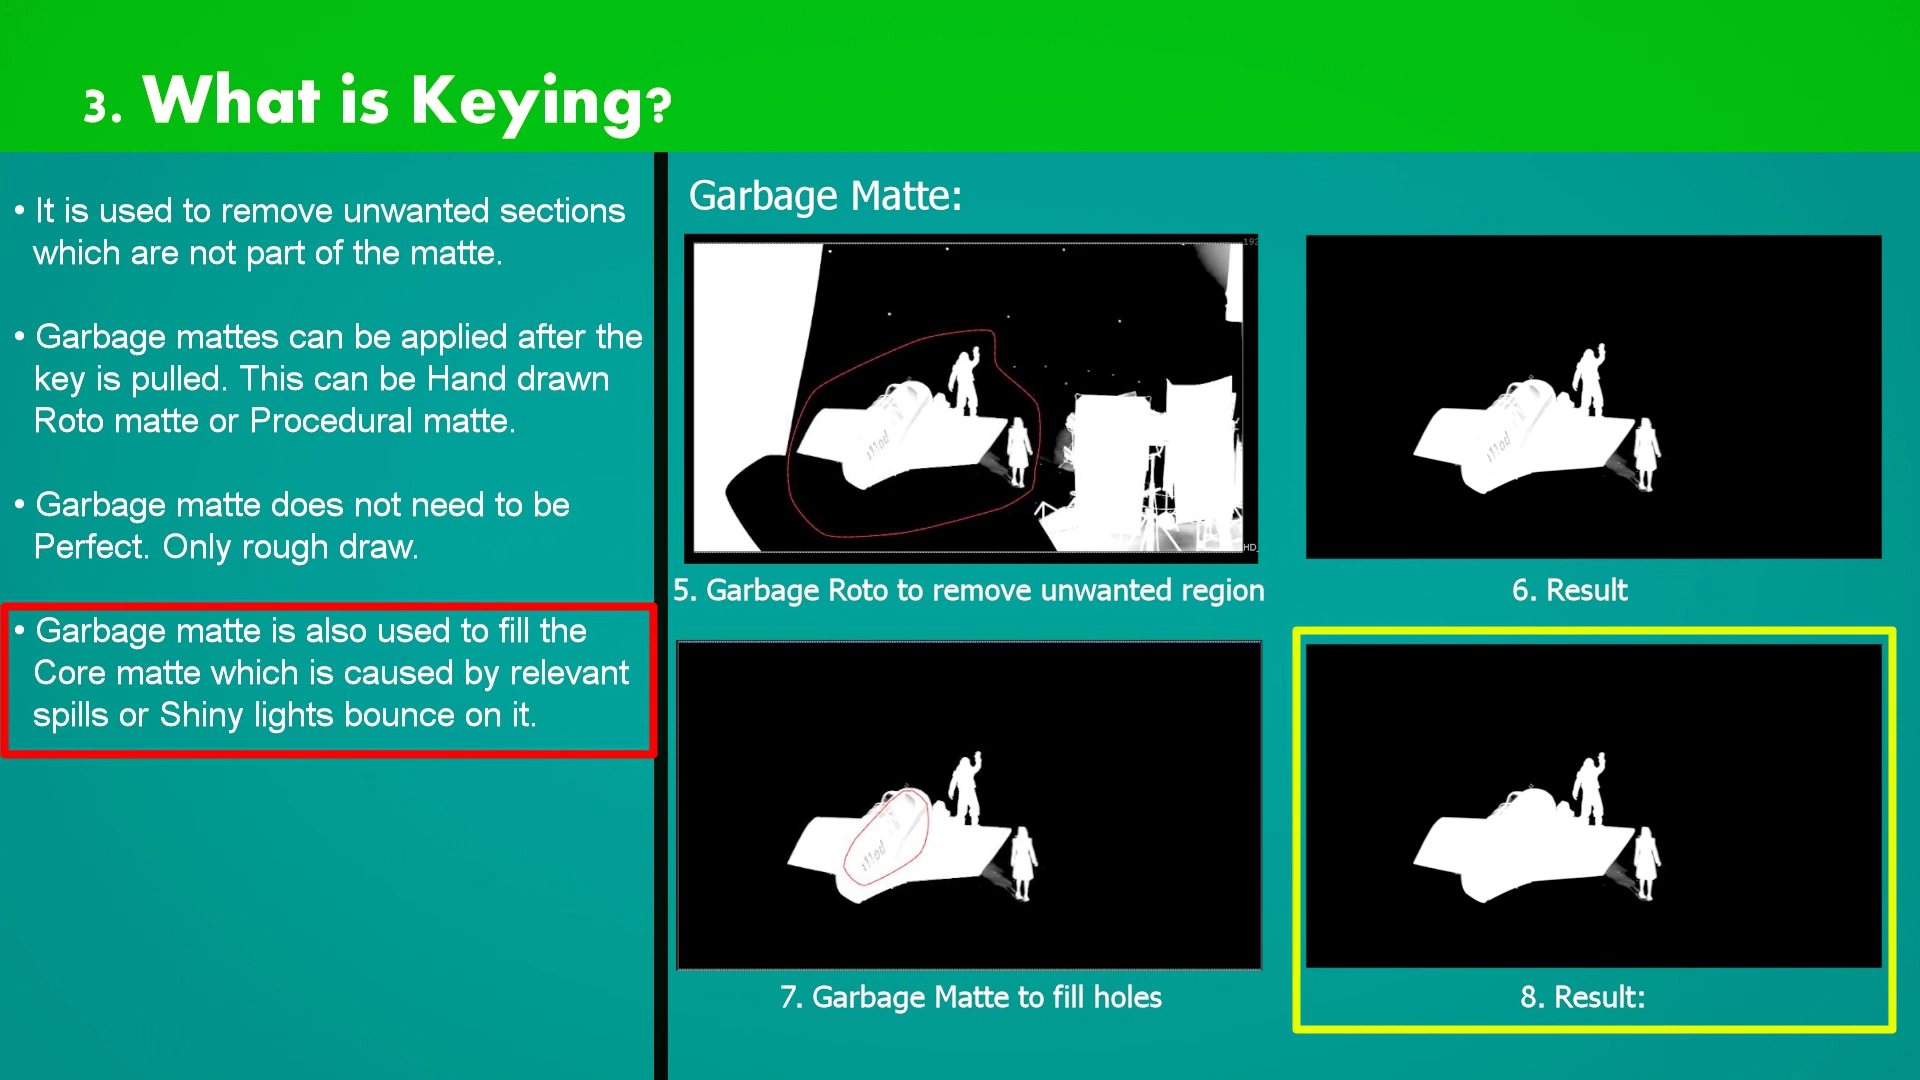 3. What is Keying?
• It is used to remove unwanted sections
which are not part of the matte.
• Garbage mattes can be applied after the
key is pulled. This can be Hand drawn
Roto matte or Procedural matte.
• Garbage matte does not need to be
Perfect. Only rough draw.
• Garbage matte is also used to fill the
Core matte which is caused by relevant
spills or Shiny lights bounce on it.
Garbage Matte:
192
HD
5. Garbage Roto to remove unwanted region
6. Result
7. Garbage Matte to fill holes
8. Result: